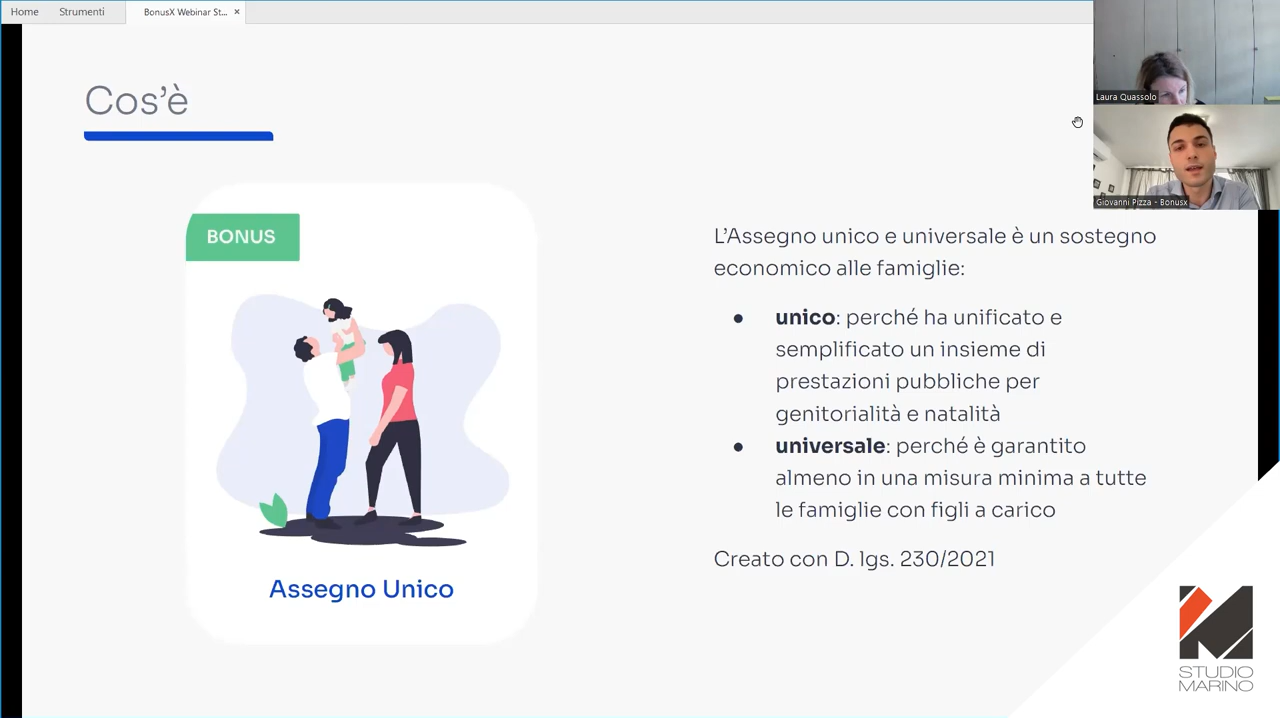 Home
Strumenti
BonusX Webinar St...
×
Cos'è
BONUS
Assegno Unico
L'Assegno unico e universale è un sostegno
economico alle famiglie:
● unico: perché ha unificato e
semplificato un insieme di
prestazioni pubbliche per
genitorialità e natalità
● universale: perché è garantito
almeno in una misura minima a tutte
le famiglie con figli a carico
Creato con D. lgs. 230/2021
Laura Quassolo
Giovanni Pizza - Bonusx
STUDIO
MARINO